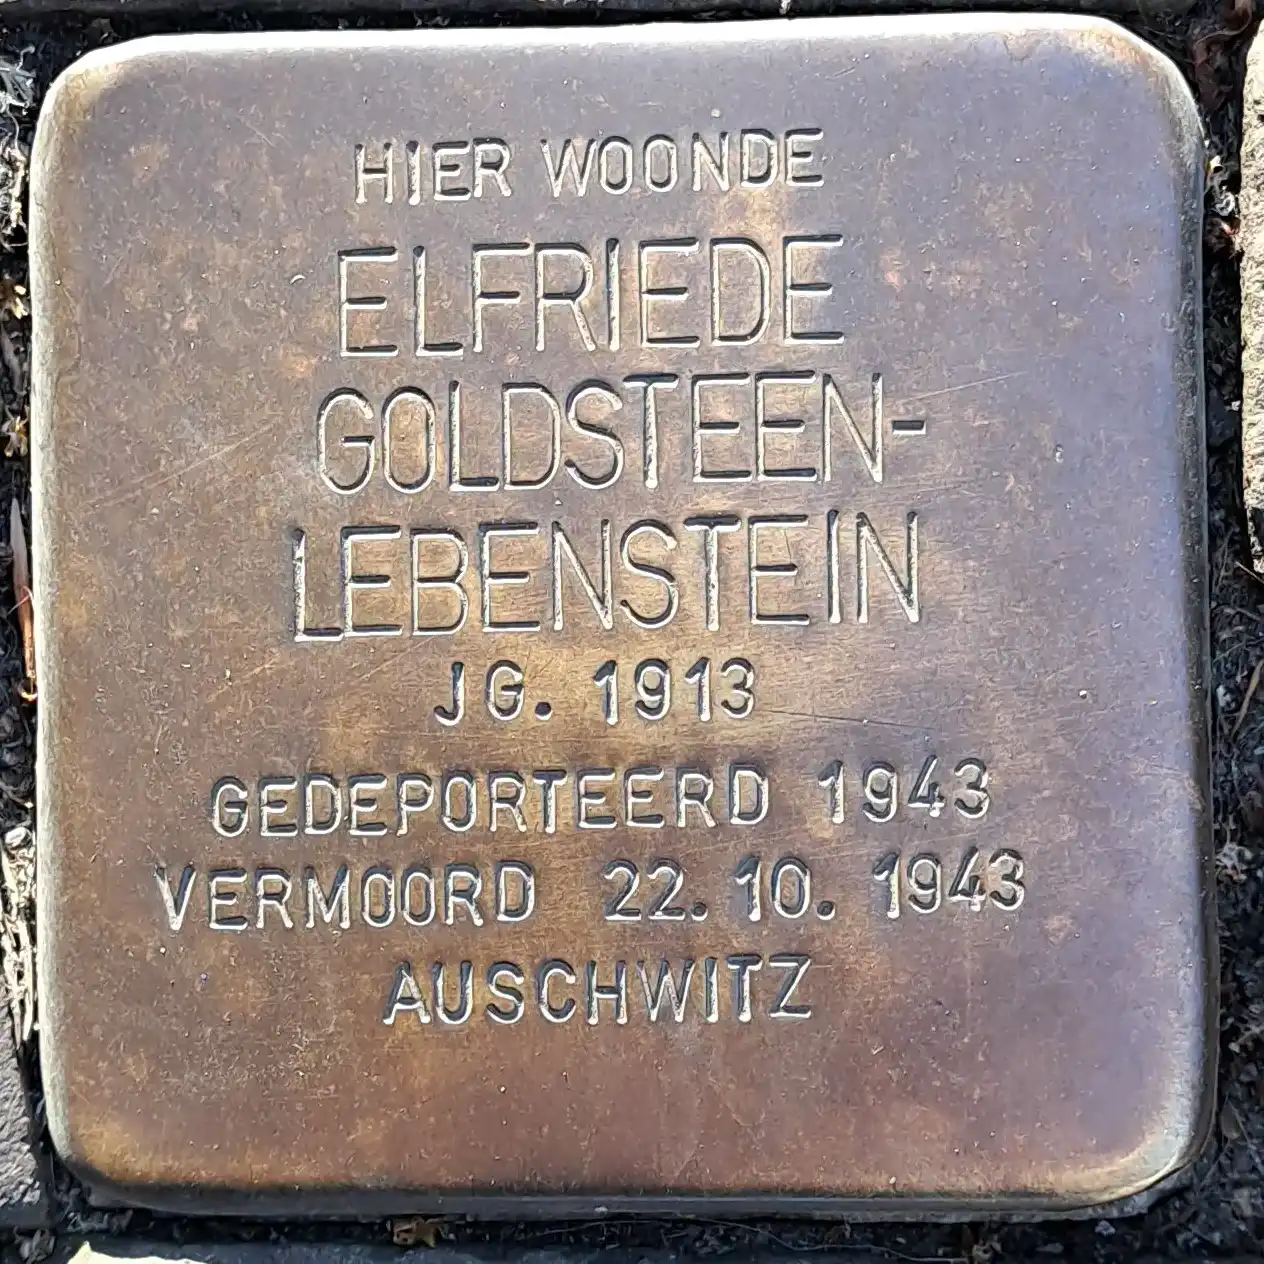 HIER WOONDE
ELFRIEDE
GOLDSTEEN-
LEBENSTEIN
JG. 1913
GEDEPORTEERD 1943
VERMOORD 22.10.1943
AUSCHWITZ